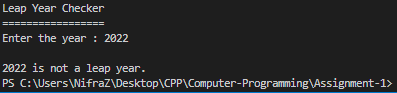 Leap Year Checker
=================
Enter the year : 2022
2022 is not a leap year.
PS C:\Users\NifraZ\Desktop\CPP\Computer-Programming\Assignment-1>